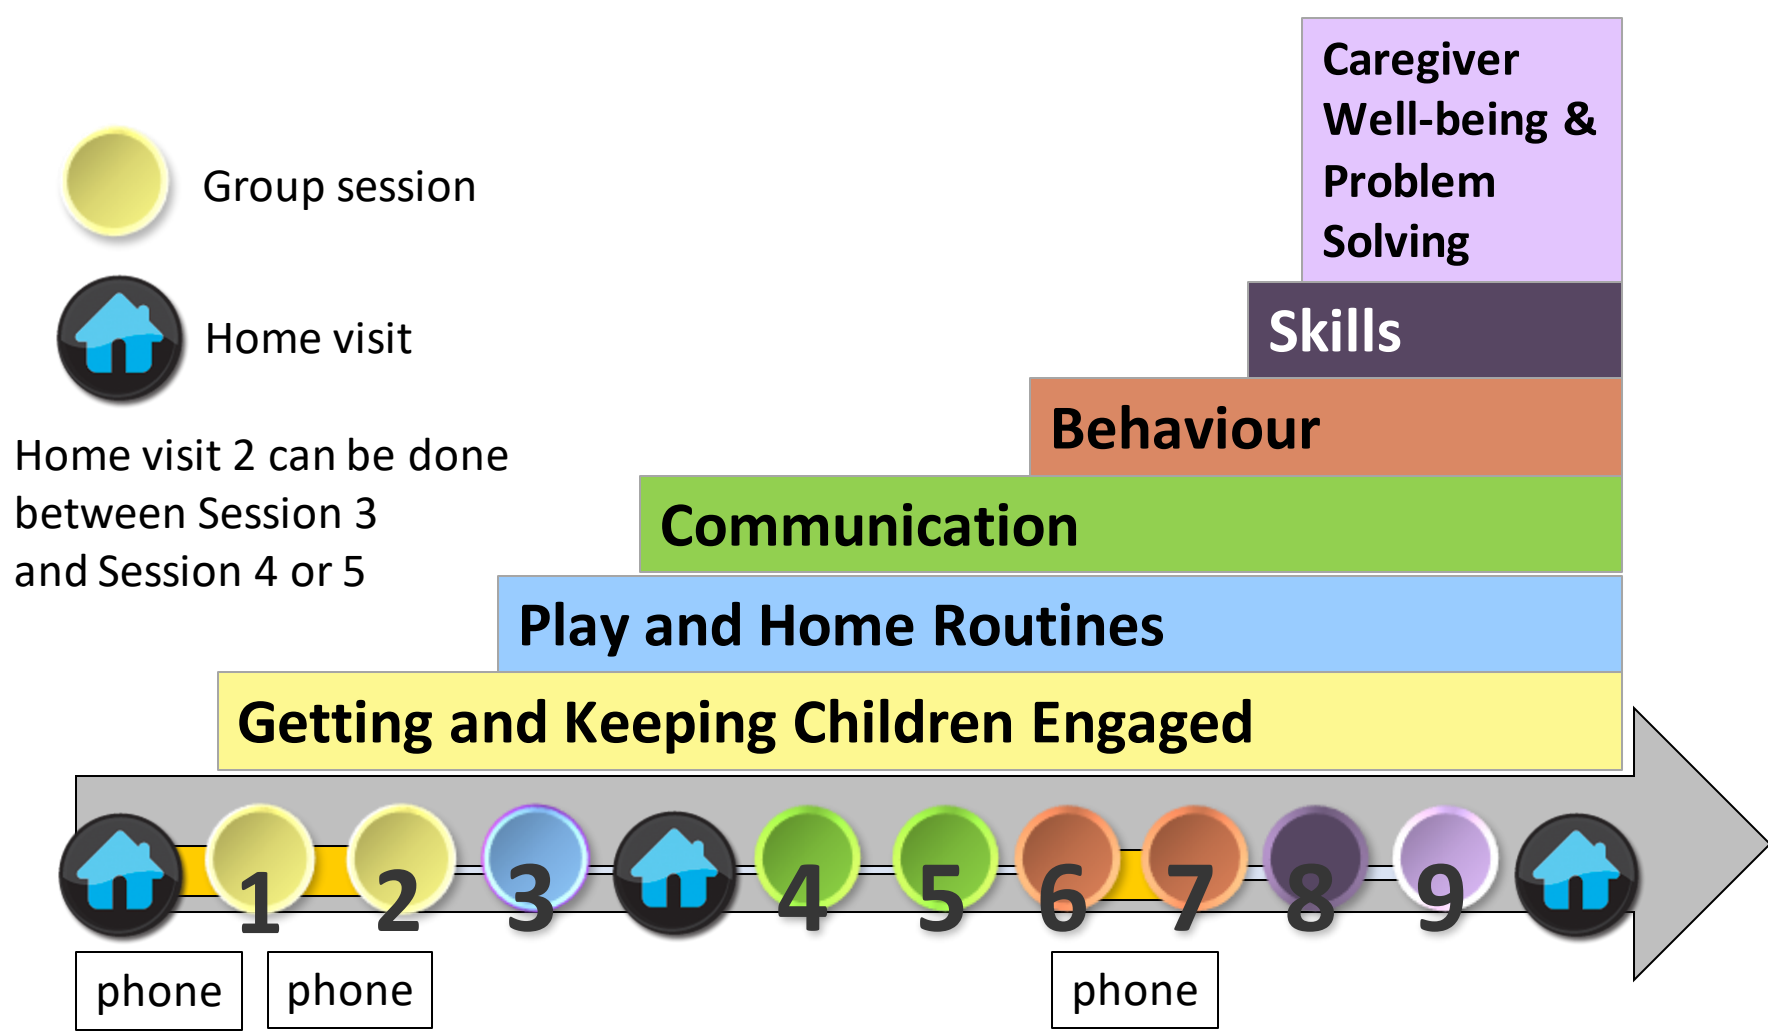 Caregiver
Well-being &
Problem
Solving
Group session
Skills
Home visit
Behaviour
Home visit 2 can be done
between Session 3
and Session 4 or 5
Communication
Play and Home Routines
Getting and Keeping Children Engaged
1 2 3 4 5 6 7 8 9
phone phone phone